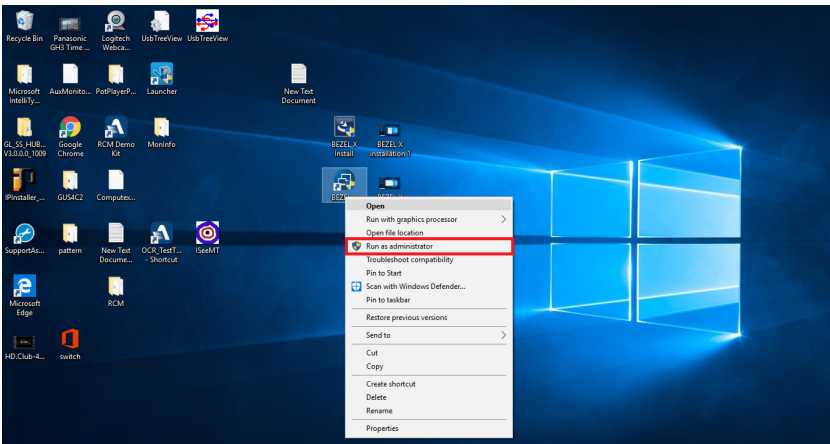 Recycle Bin
Panasonic
GH3 Time ...
Logitech
Webca...
UsbTreeView
UsbTreeView
Microsoft
IntelliTy...
AuxMonito...
PotPlayerP...
Launcher
New Text
Document
GL_SS_HUB...
V3.0.0.0_1009
Google
Chrome
RCM Demo
Kit
MonInfo
BEZEL X
Install
BEZEL X
installation 1
IPInstaller_...
GUS4C2
Computex...
SupportAs...
pattern
New Text
Docume...
OCR_TestT...
- Shortcut
ISeeMT
Microsoft
Edge
RCM
HD.Club-4...
switch
Open
Run with graphics processor
Open file location
Run as administrator
Troubleshoot compatibility
Pin to Start
Scan with Windows Defender...
Pin to taskbar
Restore previous versions
Send to
Cut
Copy
Create shortcut
Delete
Rename
Properties